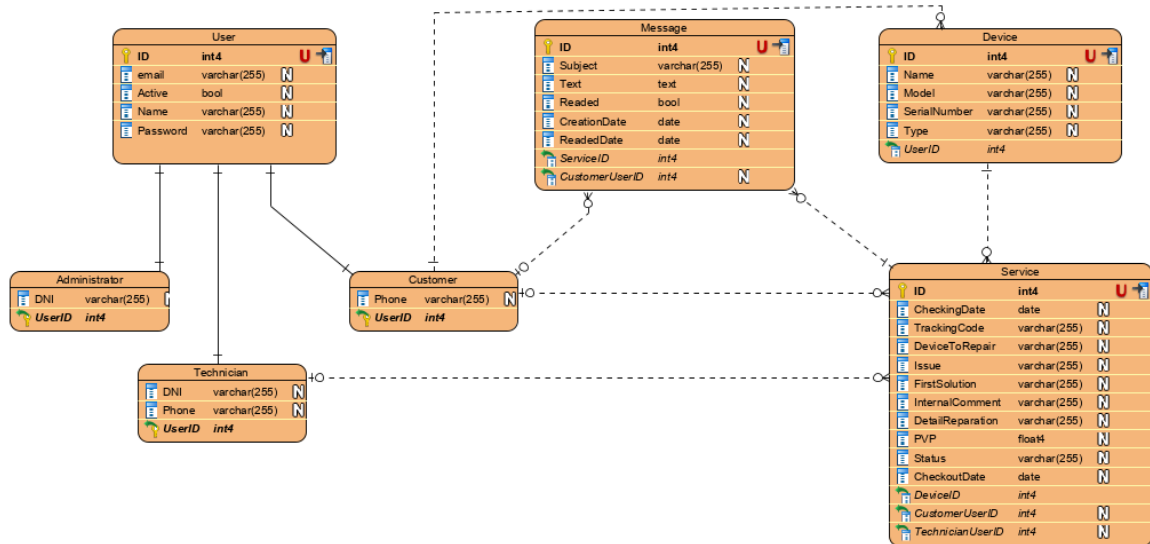 User
ID int4 U
email varchar(255) N
Active bool N
Name varchar(255) N
Password varchar(255) N
Message
ID int4 U
Subject varchar(255) N
Text text N
Readed bool N
CreationDate date N
ReadedDate date N
ServiceID int4
CustomerUserID int4 N
Device
ID int4 U
Name varchar(255) N
Model varchar(255) N
SerialNumber varchar(255) N
Type varchar(255) N
UserID int4
Administrator
DNI varchar(255) N
UserID int4
Customer
Phone varchar(255) N
UserID int4
Technician
DNI varchar(255) N
Phone varchar(255) N
UserID int4
Service
ID int4 U
CheckingDate date N
TrackingCode varchar(255) N
DeviceToRepair varchar(255) N
Issue varchar(255) N
FirstSolution varchar(255) N
InternalComment varchar(255) N
DetailReparation varchar(255) N
PVP float4 N
Status varchar(255) N
CheckoutDate date N
DeviceID int4
CustomerUserID int4 N
TechnicianUserID int4 N